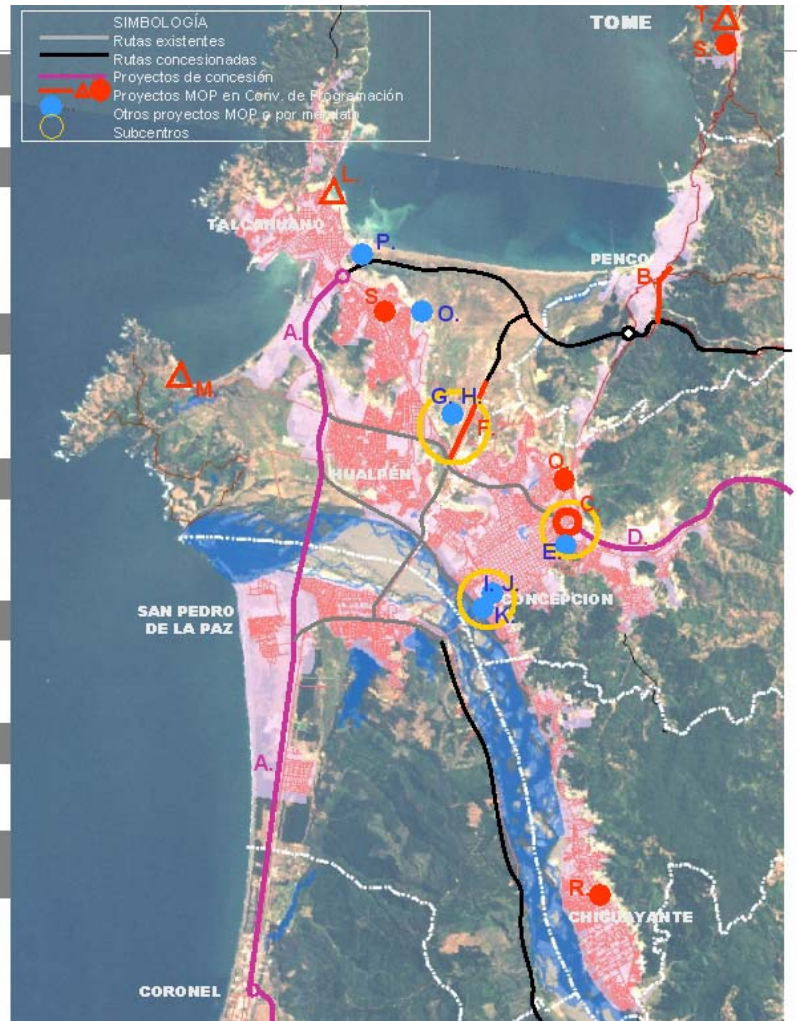 SIMBOLOGÍA
Rutas existentes
Rutas concesionadas
Proyectos de concesión
Proyectos MOP en Conv. de Programación
Otros proyectos MOP o por mandato
Subcentros
TOME
T.
S.
L.
TALCAHUANO
P.
PENCO
B.
S.
O.
A.
M.
G. H.
F.
HUALPÉN
Q.
C.
D.
E.
I. J.
CONCEPCION
K.
SAN PEDRO
DE LA PAZ
A.
R.
CHIGUAYANTE
CORONEL